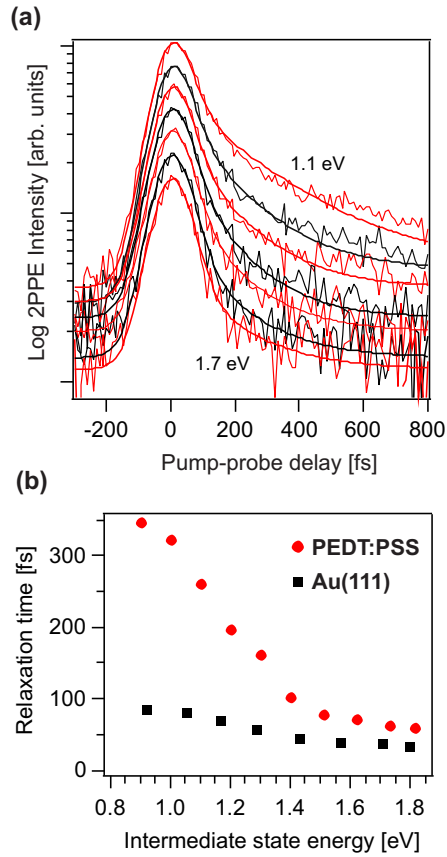 (a)
Log 2PPE Intensity [arb. units]
1.1 eV
1.7 eV
-200 0 200 400 600 800
Pump-probe delay [fs]
(b)
Relaxation time [fs]
300
200
100
0
PEDT:PSS
Au(111)
0.8 1.0 1.2 1.4 1.6 1.8
Intermediate state energy [eV]